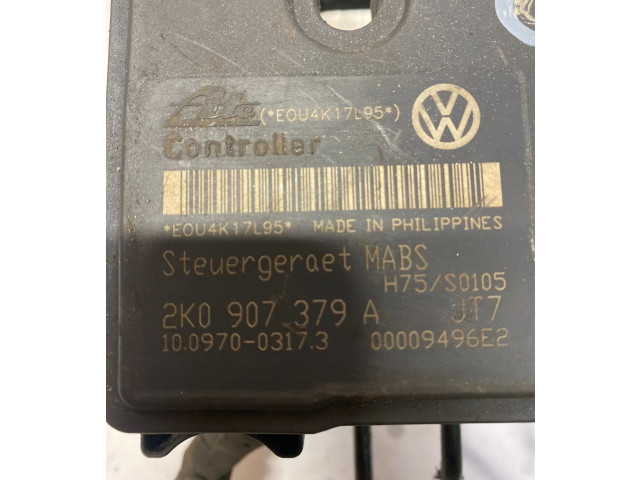 Ate (*EOU4K17L95*)
Controller
*EOU4K17L95* MADE IN PHILIPPINES
Steuergeraet MABS
H75/S0105
2K0 907 379 A JT7
10.0970-0317.3 00009496E2